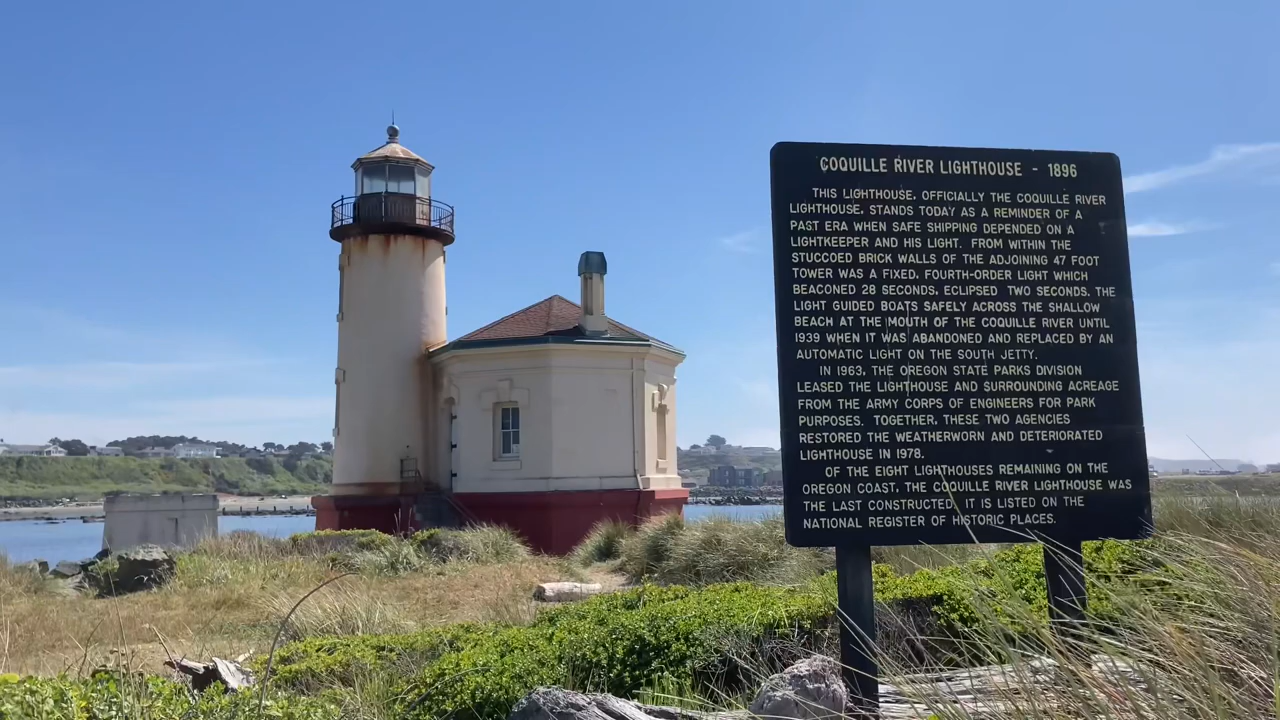 COQUILLE RIVER LIGHTHOUSE - 1896
THIS LIGHTHOUSE, OFFICIALLY THE COQUILLE RIVER
LIGHTHOUSE, STANDS TODAY AS A REMINDER OF A
PAST ERA WHEN SAFE SHIPPING DEPENDED ON A
LIGHTKEEPER AND HIS LIGHT. FROM WITHIN THE
STUCCOED BRICK WALLS OF THE ADJOINING 47 FOOT
TOWER WAS A FIXED, FOURTH-ORDER LIGHT WHICH
BEACONED 28 SECONDS, ECLIPSED TWO SECONDS. THE
LIGHT GUIDED BOATS SAFELY ACROSS THE SHALLOW
BEACH AT THE MOUTH OF THE COQUILLE RIVER UNTIL
1939 WHEN IT WAS ABANDONED AND REPLACED BY AN
AUTOMATIC LIGHT ON THE SOUTH JETTY.
IN 1963, THE OREGON STATE PARKS DIVISION
LEASED THE LIGHTHOUSE AND SURROUNDING ACREAGE
FROM THE ARMY CORPS OF ENGINEERS FOR PARK
PURPOSES. TOGETHER, THESE TWO AGENCIES
RESTORED THE WEATHERWORN AND DETERIORATED
LIGHTHOUSE IN 1978.
OF THE EIGHT LIGHTHOUSES REMAINING ON THE
OREGON COAST, THE COQUILLE RIVER LIGHTHOUSE WAS
THE LAST CONSTRUCTED. IT IS LISTED ON THE
NATIONAL REGISTER OF HISTORIC PLACES.